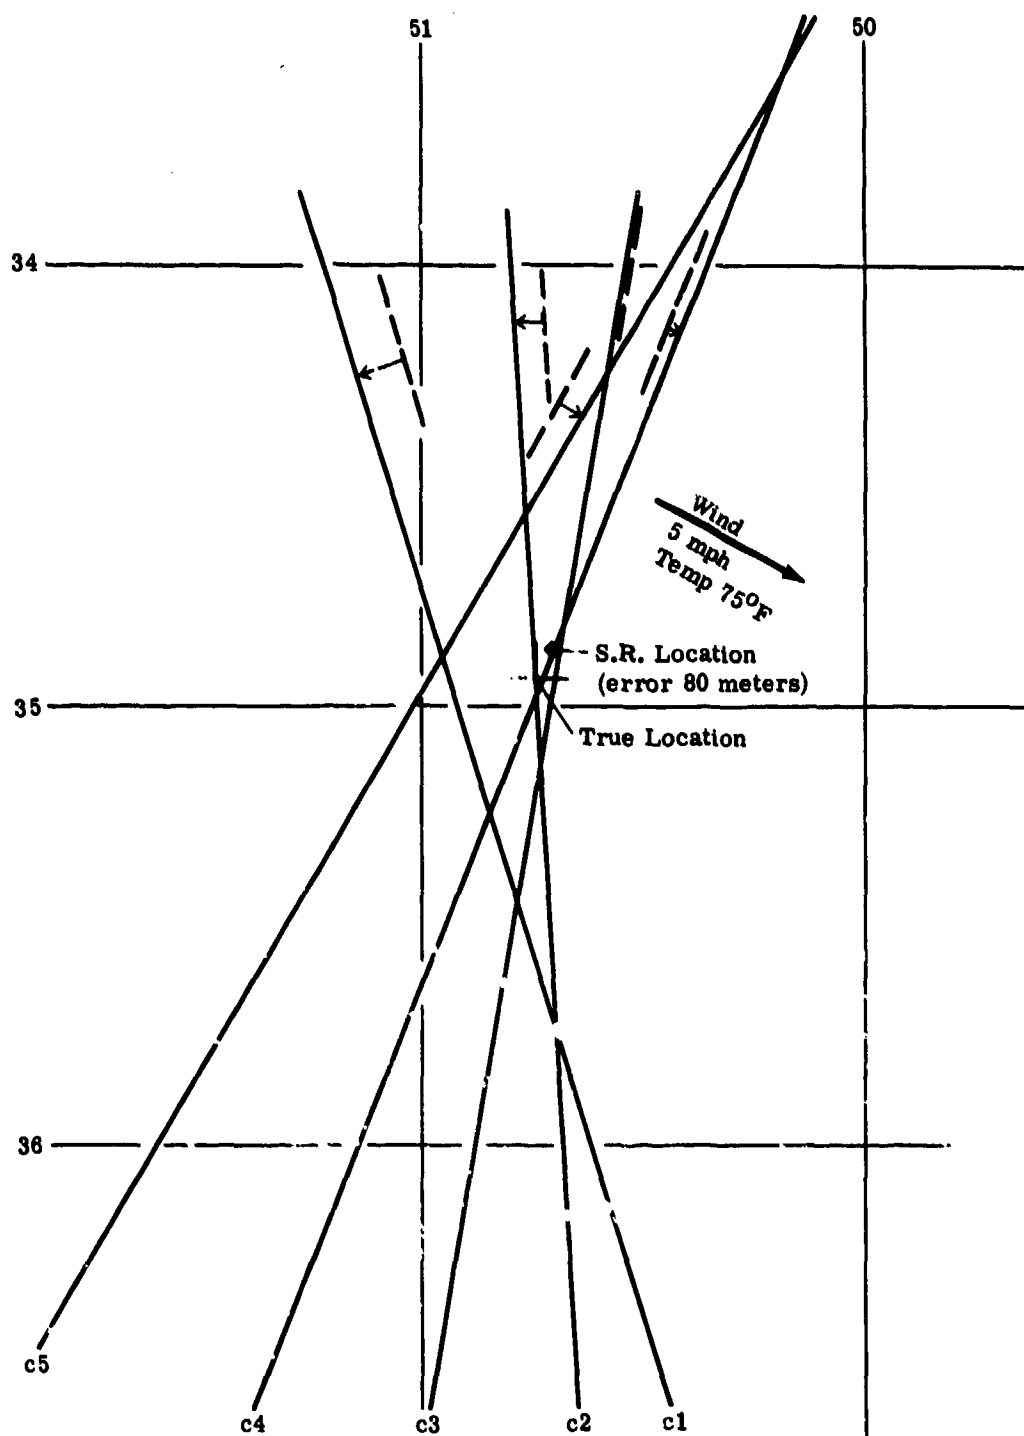 51
50
34
Wind
5 mph
Temp 75ºF
S.R. Location
(error 80 meters)
35
True Location
36
c5
c4
c3
c2
c1